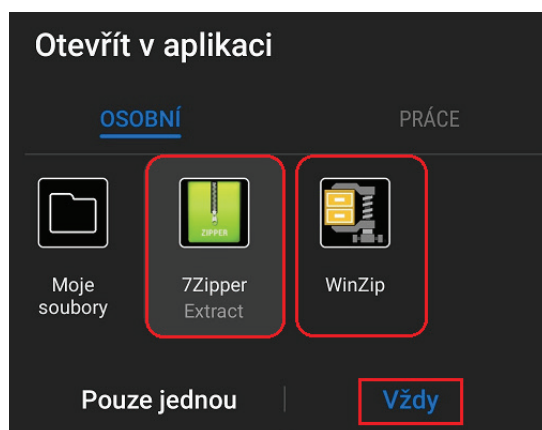 Otevřít v aplikaci
OSOBNÍ
PRÁCE
ZIPPER
Moje
soubory
7Zipper
Extract
WinZip
Pouze jednou
Vždy